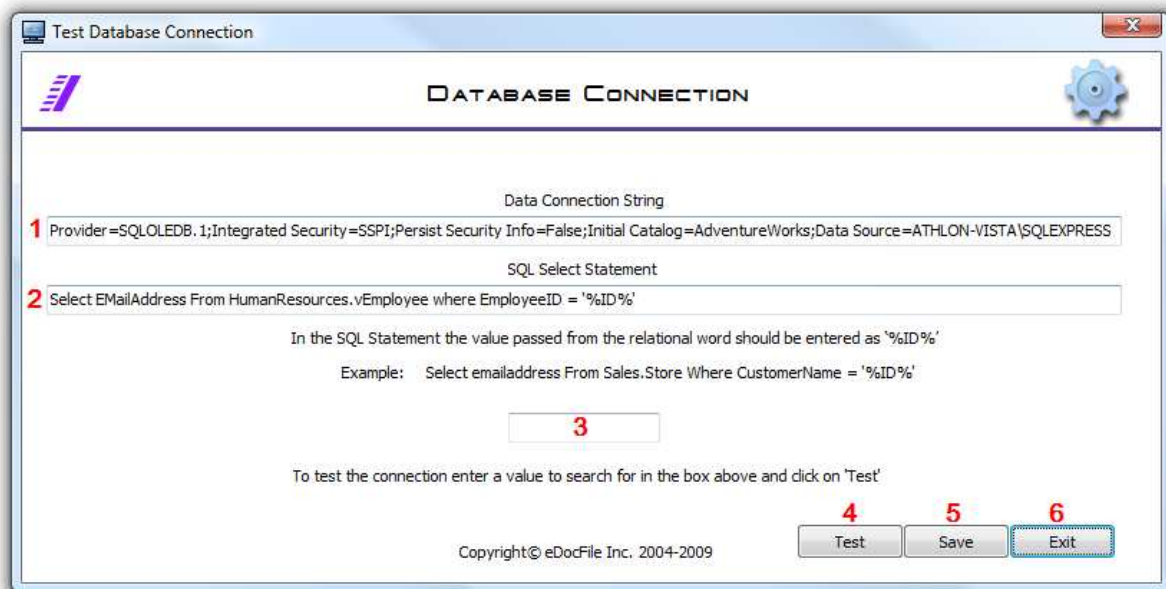 Test Database Connection
DATABASE CONNECTION
Data Connection String
1 Provider=SQLOLEDB.1;Integrated Security=SSPI;Persist Security Info=False;Initial Catalog=AdventureWorks;Data Source=ATHLON-VISTA\SQLEXPRESS
SQL Select Statement
2 Select EMailAddress From HumanResources.vEmployee where EmployeeID = '%ID%'
In the SQL Statement the value passed from the relational word should be entered as '%ID%'
Example: Select emailaddress From Sales.Store Where CustomerName = '%ID%'
3
To test the connection enter a value to search for in the box above and click on 'Test'
4 5 6
Test Save Exit
Copyright© eDocFile Inc. 2004-2009